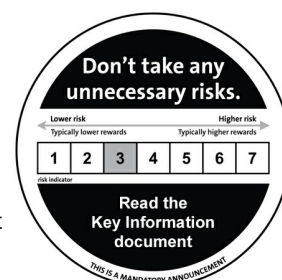 Don't take any
unnecessary risks.
Lower risk Higher risk
Typically lower rewards Typically higher rewards
1 2 3 4 5 6 7
risk indicator
Read the
Key Information
document
THIS IS A MANDATORY ANNOUNCEMENT